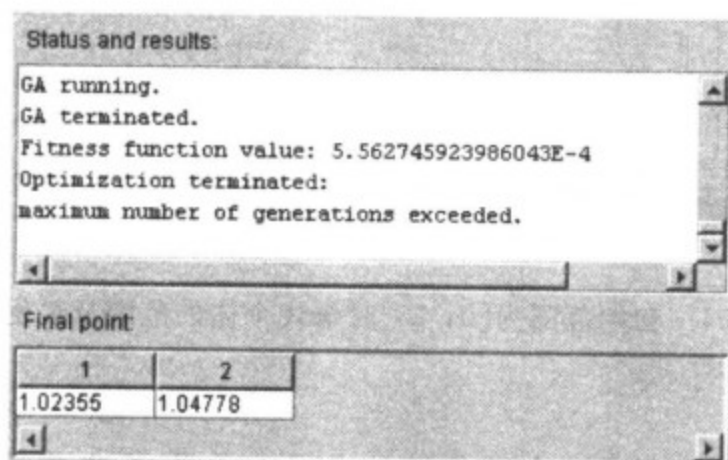 Status and results:
GA running.
GA terminated.
Fitness function value: 5.562745923986043E-4
Optimization terminated:
maximum number of generations exceeded.
Final point:
1 2
1.02355 1.04778